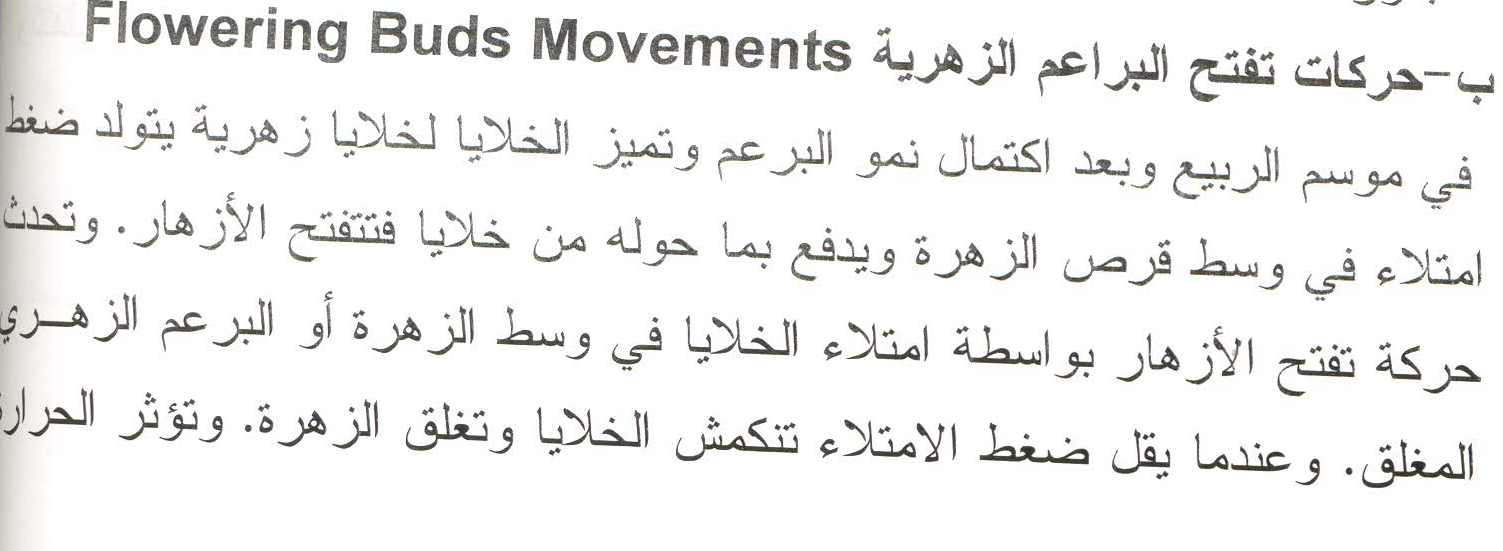 ب-حركات تفتح البراعم الزهرية Flowering Buds Movements
في موسم الربيع وبعد اكتمال نمو البرعم وتميز الخلايا لخلايا زهرية يتولد ضغط
امتلاء في وسط قرص الزهرة ويدفع بما حوله من خلايا فتتفتح الأزهار. وتحدث
حركة تفتح الأزهار بواسطة امتلاء الخلايا في وسط الزهرة أو البرعم الزهري
المغلق. وعندما يقل ضغط الامتلاء تنكمش الخلايا وتغلق الزهرة. وتؤثر الحرارة